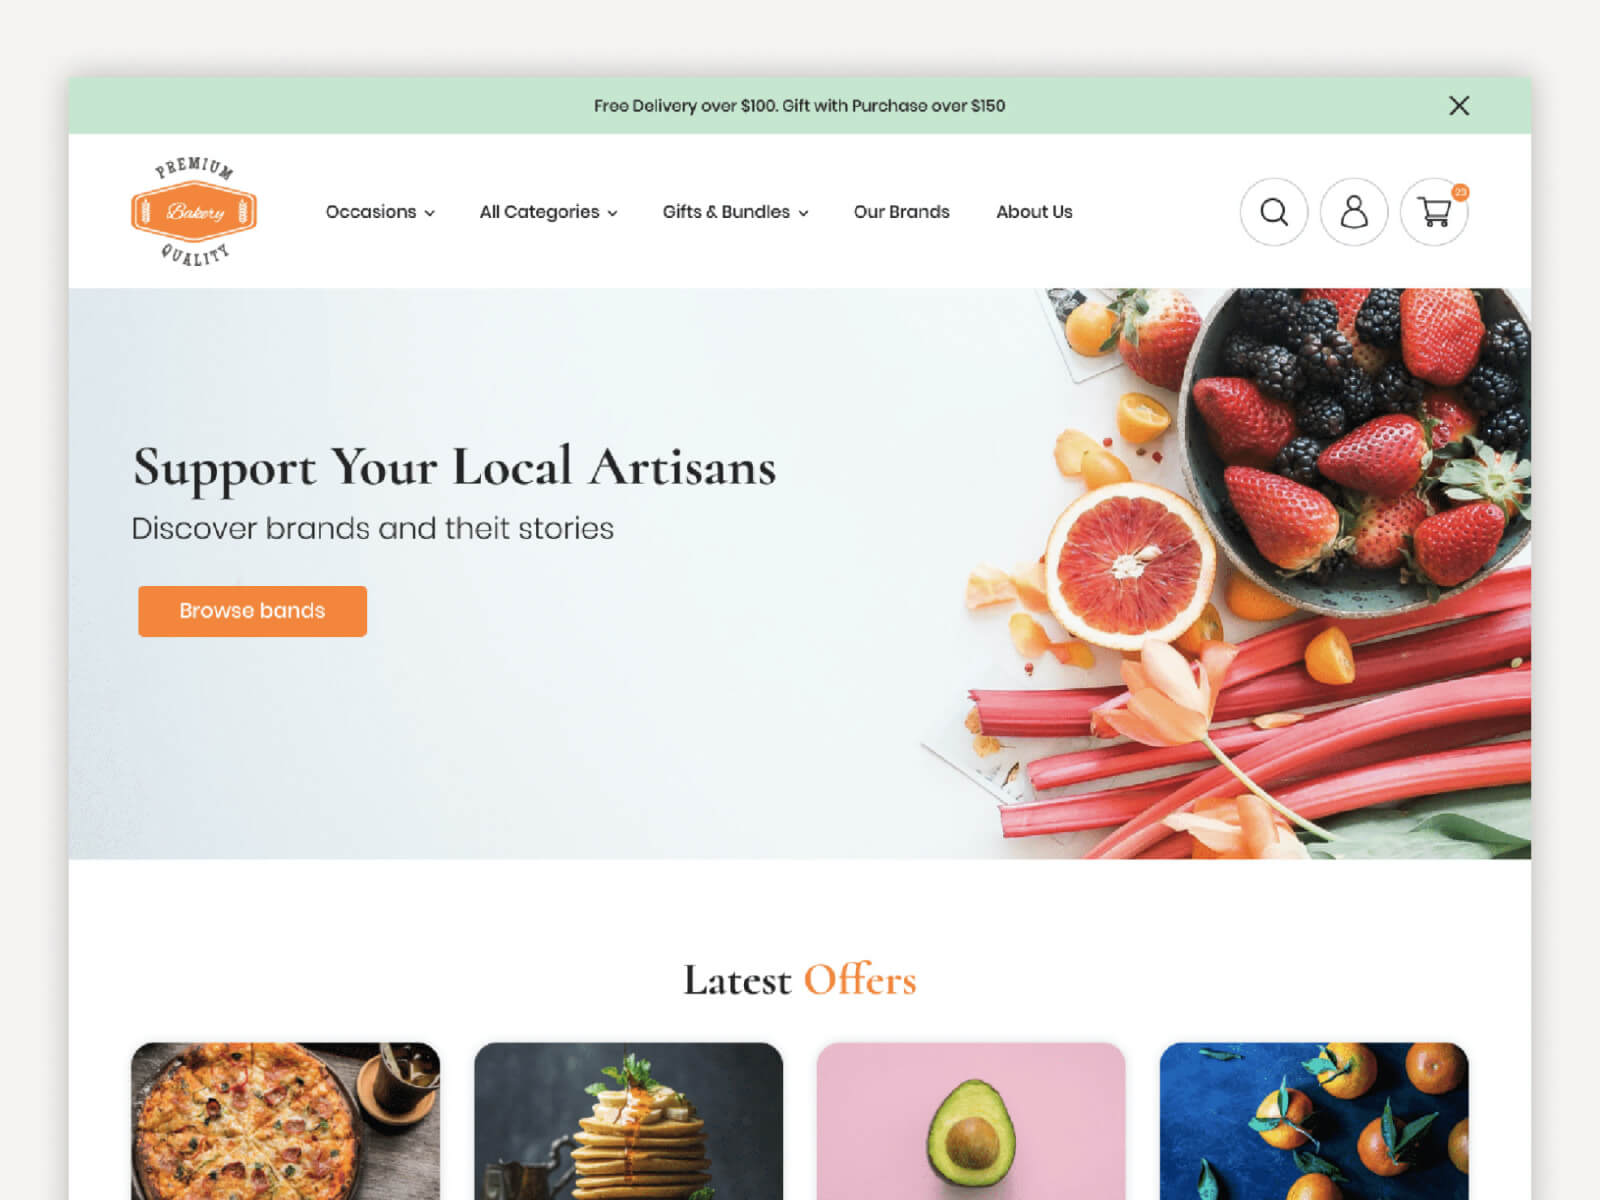 Free Delivery over $100. Gift with Purchase over $150
PREMIUM
Bakery
QUALITY
Occasions
All Categories
Gifts & Bundles
Our Brands
About Us
23
Support Your Local Artisans
Discover brands and theit stories
Browse bands
Latest Offers